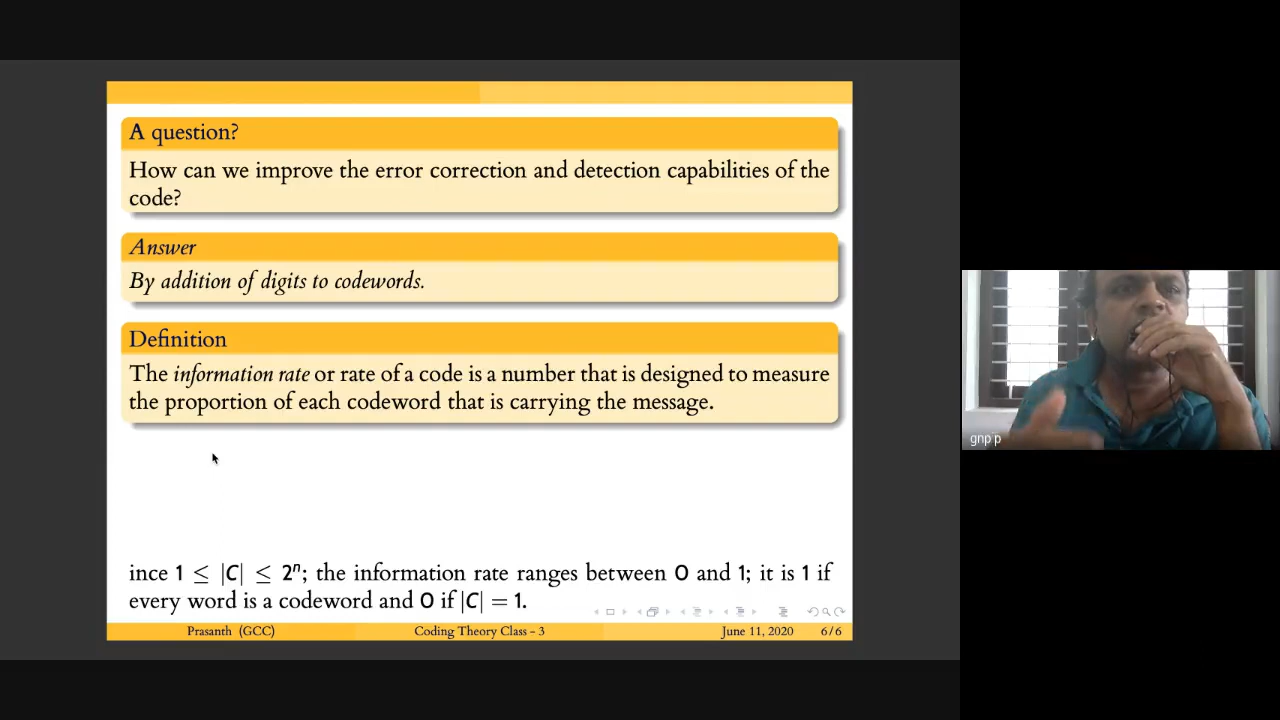 A question?
How can we improve the error correction and detection capabilities of the
code?
Answer
By addition of digits to codewords.
Definition
The information rate or rate of a code is a number that is designed to measure
the proportion of each codeword that is carrying the message.
ince 1 ≤ |C| ≤ 2ⁿ; the information rate ranges between 0 and 1; it is 1 if
every word is a codeword and 0 if |C| = 1.
Prasanth (GCC) Coding Theory Class - 3 June 11, 2020 6/6
gnp p